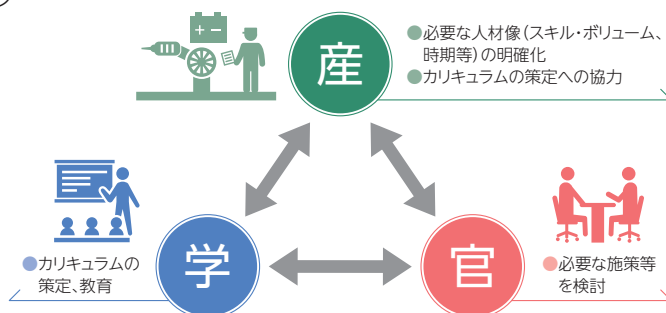 産
●必要な人材像（スキル・ボリューム、
時期等）の明確化
●カリキュラムの策定への協力
学
●カリキュラムの
策定、教育
官
●必要な施策等
を検討